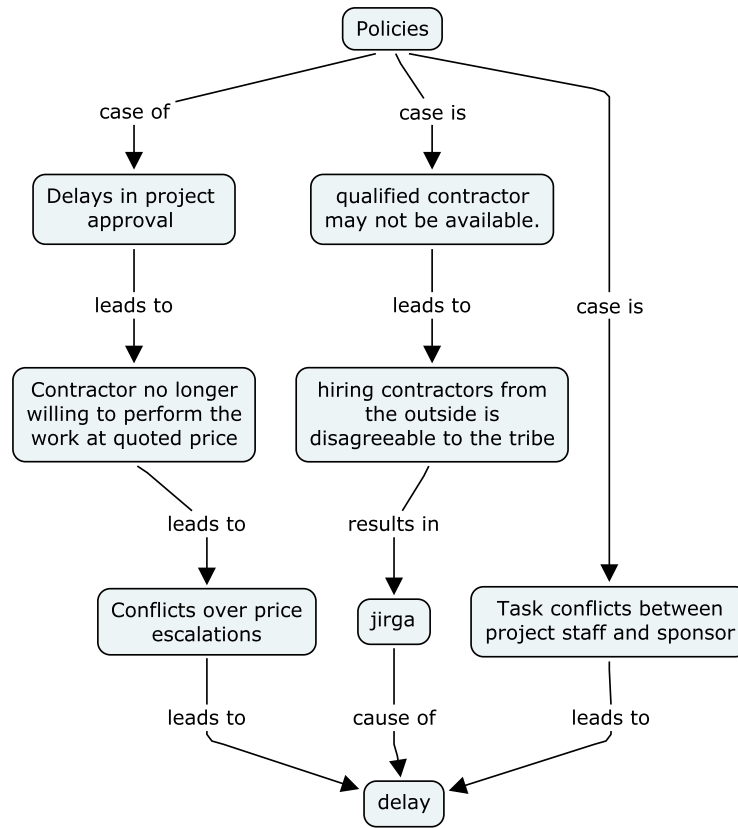 Policies
case of
case is
Delays in project
approval
qualified contractor
may not be available.
leads to
leads to
case is
Contractor no longer
willing to perform the
work at quoted price
hiring contractors from
the outside is
disagreeable to the tribe
leads to
results in
Conflicts over price
escalations
jirga
Task conflicts between
project staff and sponsor
leads to
cause of
leads to
delay